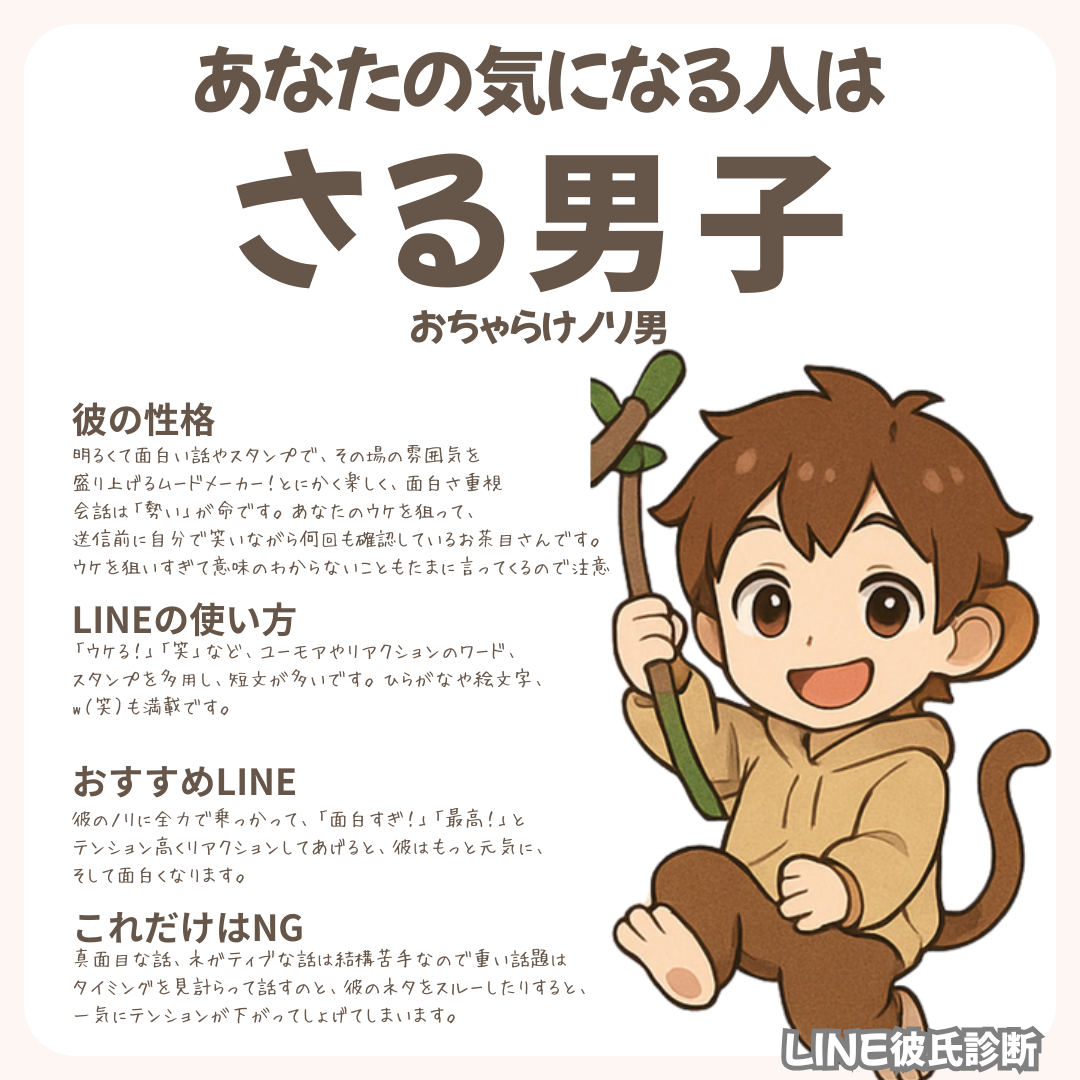 あなたの気になる人は
さる男子
おちゃらけノリ男
彼の性格
明るくて面白い話やスタンプで、その場の雰囲気を
盛り上げるムードメーカー！とにかく楽しく、面白さ重視
会話は「勢い」が命です。あなたのウケを狙って、
送信前に自分で笑いながら何回も確認しているお茶目さんです。
ウケを狙いすぎて意味のわからないこともたまに言ってくるので注意
LINEの使い方
「ウケる！」「笑」など、ユーモアやリアクションのワード、
スタンプを多用し、短文が多いです。ひらがなや絵文字、
w(笑)も満載です。
おすすめLINE
彼のノリに全力で乗っかって、「面白すぎ！」「最高！」と
テンション高くリアクションしてあげると、彼はもっと元気に、
そして面白くなります。
これだけはNG
真面目な話、ネガティブな話は結構苦手なので重い話題は
タイミングを見計らって話すのと、彼のネタをスルーしたりすると、
一気にテンションが下がってしょげてしまいます。
LINE彼氏診断